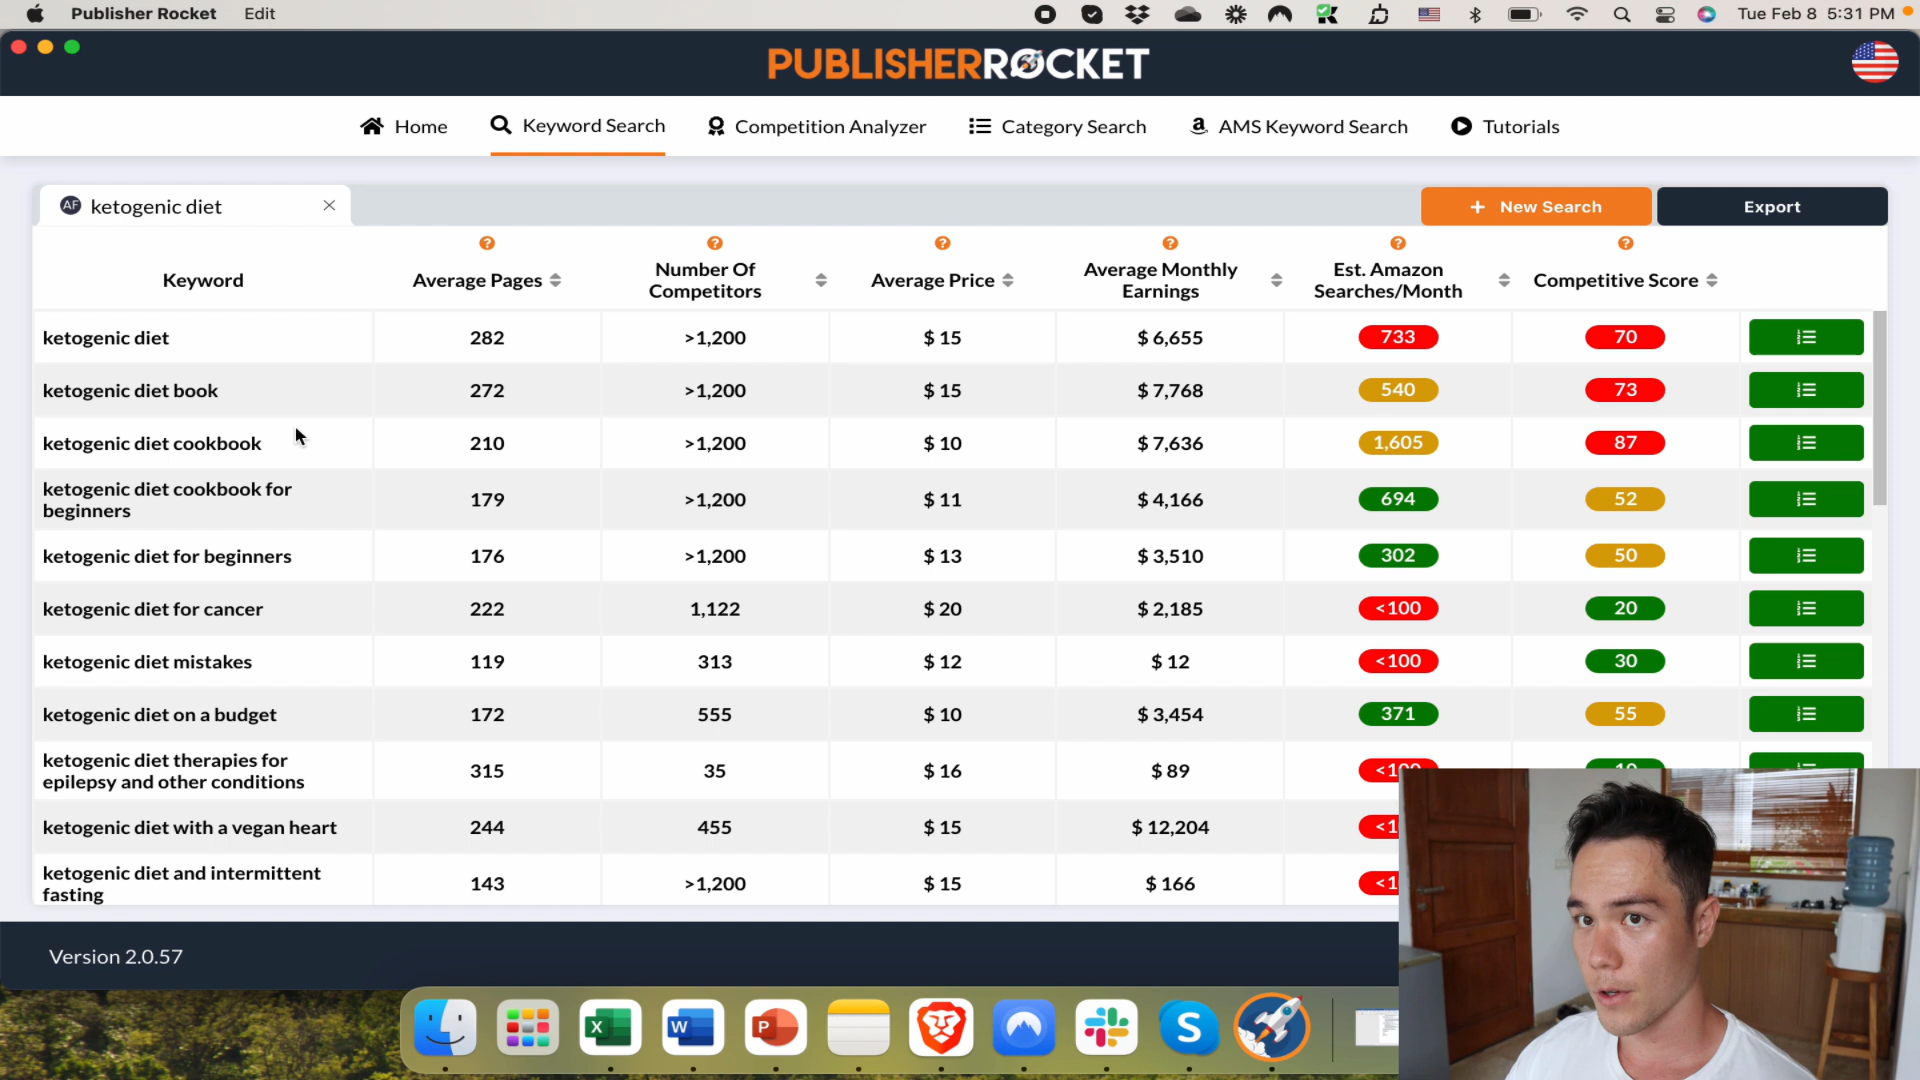 Publisher Rocket Edit Tue Feb 8 5:31 PM
PUBLISHERROCKET
Home Keyword Search Competition Analyzer Category Search AMS Keyword Search Tutorials
AF ketogenic diet + New Search Export
? ? ? ? ? ?
Keyword Average Pages Number Of Competitors Average Price Average Monthly Earnings Est. Amazon Searches/Month Competitive Score
ketogenic diet 282 >1,200 $ 15 $ 6,655 733 70
ketogenic diet book 272 >1,200 $ 15 $ 7,768 540 73
ketogenic diet cookbook 210 >1,200 $ 10 $ 7,636 1,605 87
ketogenic diet cookbook for
beginners 179 >1,200 $ 11 $ 4,166 694 52
ketogenic diet for beginners 176 >1,200 $ 13 $ 3,510 302 50
ketogenic diet for cancer 222 1,122 $ 20 $ 2,185 <100 20
ketogenic diet mistakes 119 313 $ 12 $ 12 <100 30
ketogenic diet on a budget 172 555 $ 10 $ 3,454 371 55
ketogenic diet therapies for
epilepsy and other conditions 315 35 $ 16 $ 89
ketogenic diet with a vegan heart 244 455 $ 15 $ 12,204 <1
ketogenic diet and intermittent
fasting 143 >1,200 $ 15 $ 166 <1
Version 2.0.57
X W P S